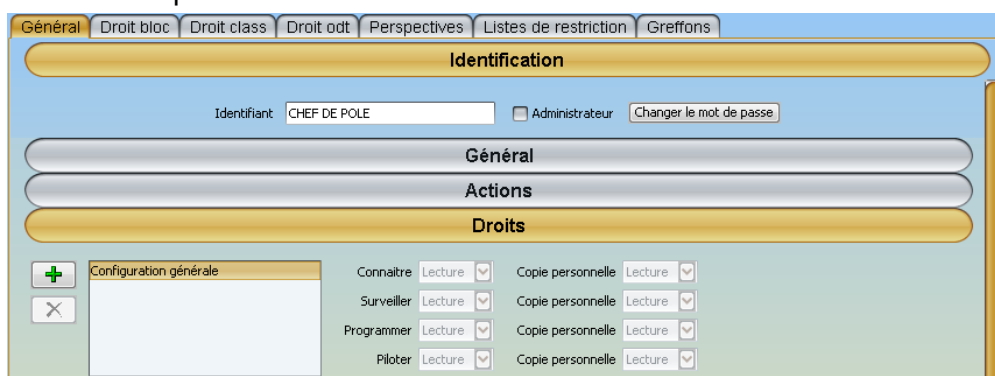 Général Droit bloc Droit class Droit odt Perspectives Listes de restriction Greffons
Identification
Identifiant CHEF DE POLE Administrateur Changer le mot de passe
Général
Actions
Droits
Configuration générale Connaitre Lecture Copie personnelle Lecture
Surveiller Lecture Copie personnelle Lecture
Programmer Lecture Copie personnelle Lecture
Piloter Lecture Copie personnelle Lecture